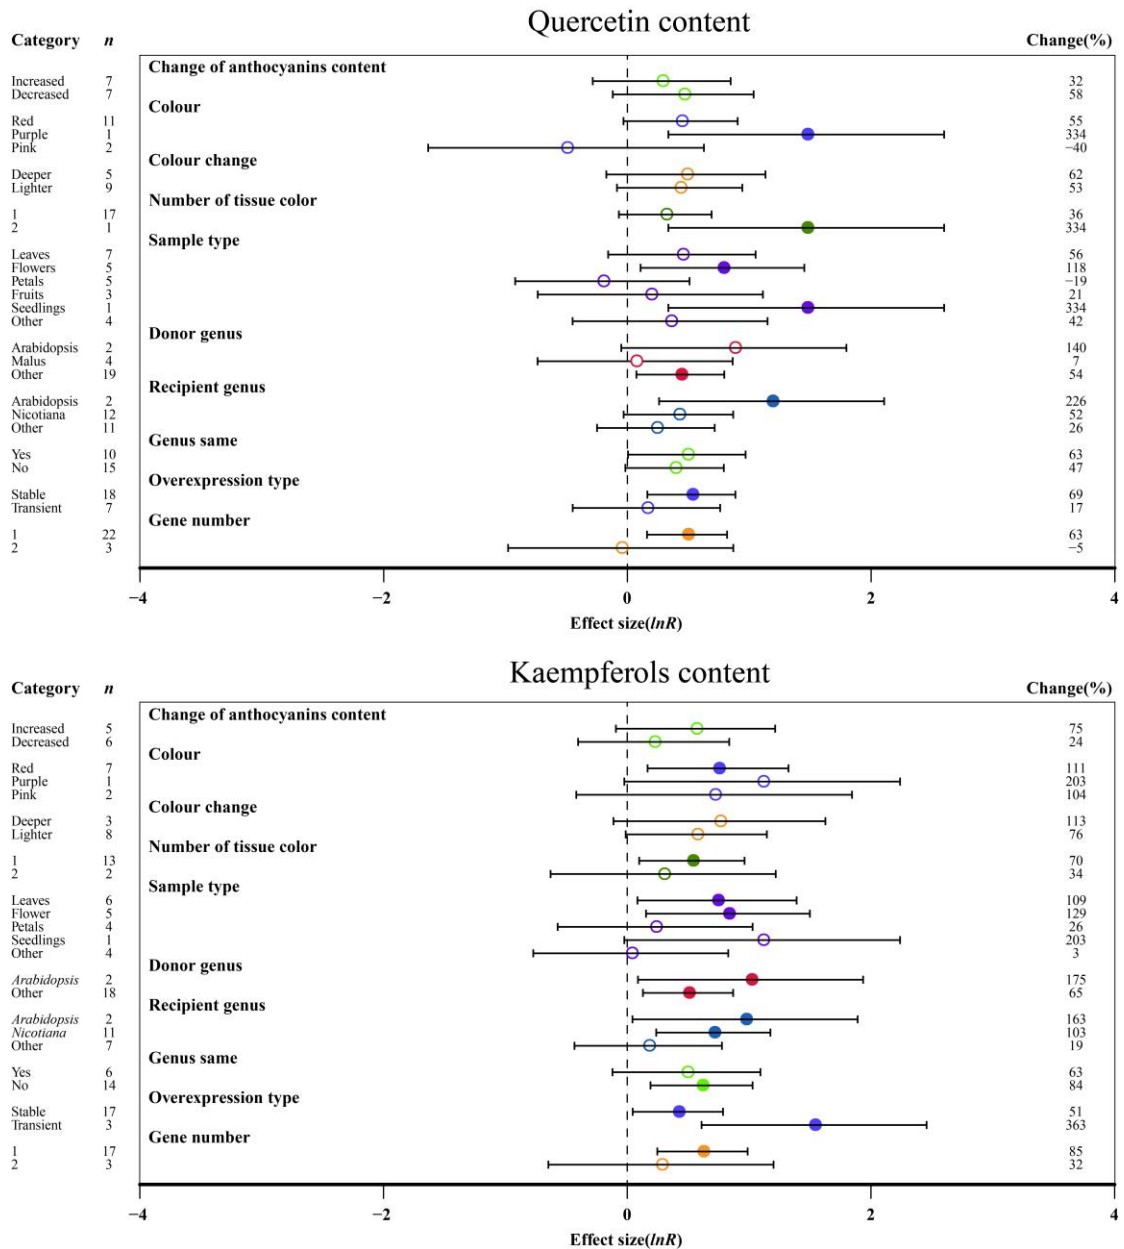 Quercetin content
Category n Change(%)
Change of anthocyanins content
Increased 7 32
Decreased 7 58
Colour
Red 11 55
Purple 1 334
Pink 2 −40
Colour change
Deeper 5 62
Lighter 9 53
Number of tissue color
1 17 36
2 1 334
Sample type
Leaves 7 56
Flowers 5 118
Petals 5 −19
Fruits 3 21
Seedlings 1 334
Other 4 42
Donor genus
Arabidopsis 2 140
Malus 4 7
Other 19 54
Recipient genus
Arabidopsis 2 226
Nicotiana 12 52
Other 11 26
Genus same
Yes 10 63
No 15 47
Overexpression type
Stable 18 69
Transient 7 17
Gene number
1 22 63
2 3 −5
−4 −2 0 2 4
Effect size(lnR)
Kaempferols content
Category n Change(%)
Change of anthocyanins content
Increased 5 75
Decreased 6 24
Colour
Red 7 111
Purple 1 203
Pink 2 104
Colour change
Deeper 3 113
Lighter 8 76
Number of tissue color
1 13 70
2 2 34
Sample type
Leaves 6 109
Flower 5 129
Petals 4 26
Seedlings 1 203
Other 4 3
Donor genus
Arabidopsis 2 175
Other 18 65
Recipient genus
Arabidopsis 2 163
Nicotiana 11 103
Other 7 19
Genus same
Yes 6 63
No 14 84
Overexpression type
Stable 17 51
Transient 3 363
Gene number
1 17 85
2 3 32
−4 −2 0 2 4
Effect size(lnR)